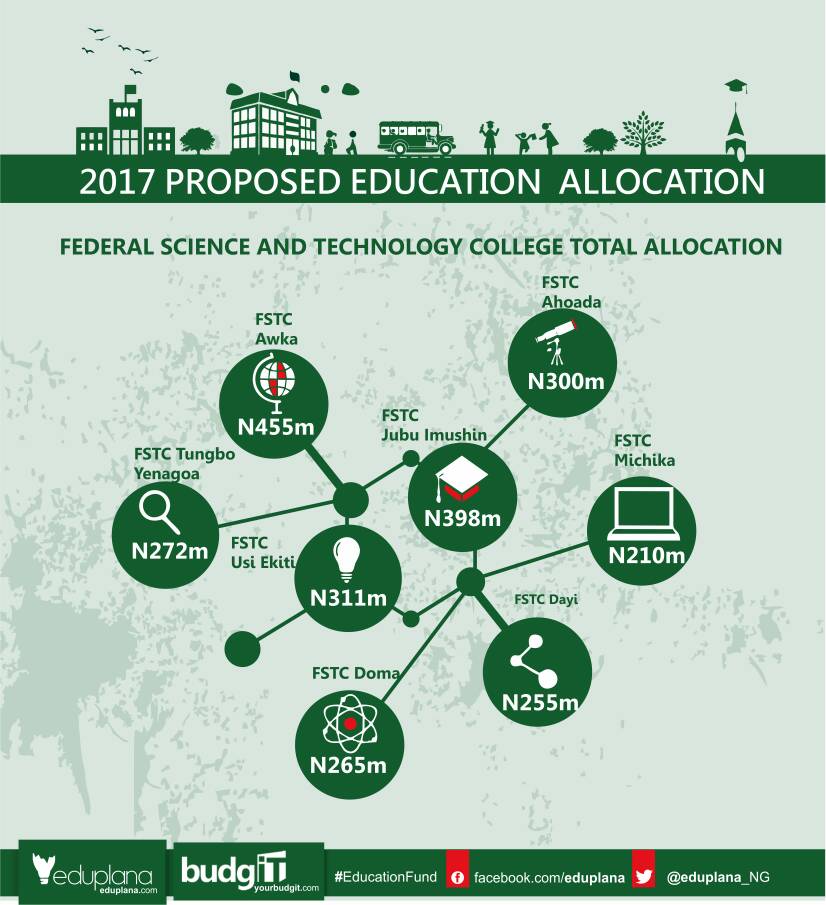 2017 PROPOSED EDUCATION ALLOCATION
FEDERAL SCIENCE AND TECHNOLOGY COLLEGE TOTAL ALLOCATION
FSTC
Ahoada
N300m
FSTC
Awka
N455m
FSTC
Jubu Imushin
N398m
FSTC
Michika
N210m
FSTC Tungbo
Yenagoa
N272m
FSTC
Usi Ekiti
N311m
FSTC Dayi
N255m
FSTC Doma
N265m
eduplana
eduplana.com
budgIT
yourbudgit.com
#EducationFund
facebook.com/eduplana
@eduplana_NG